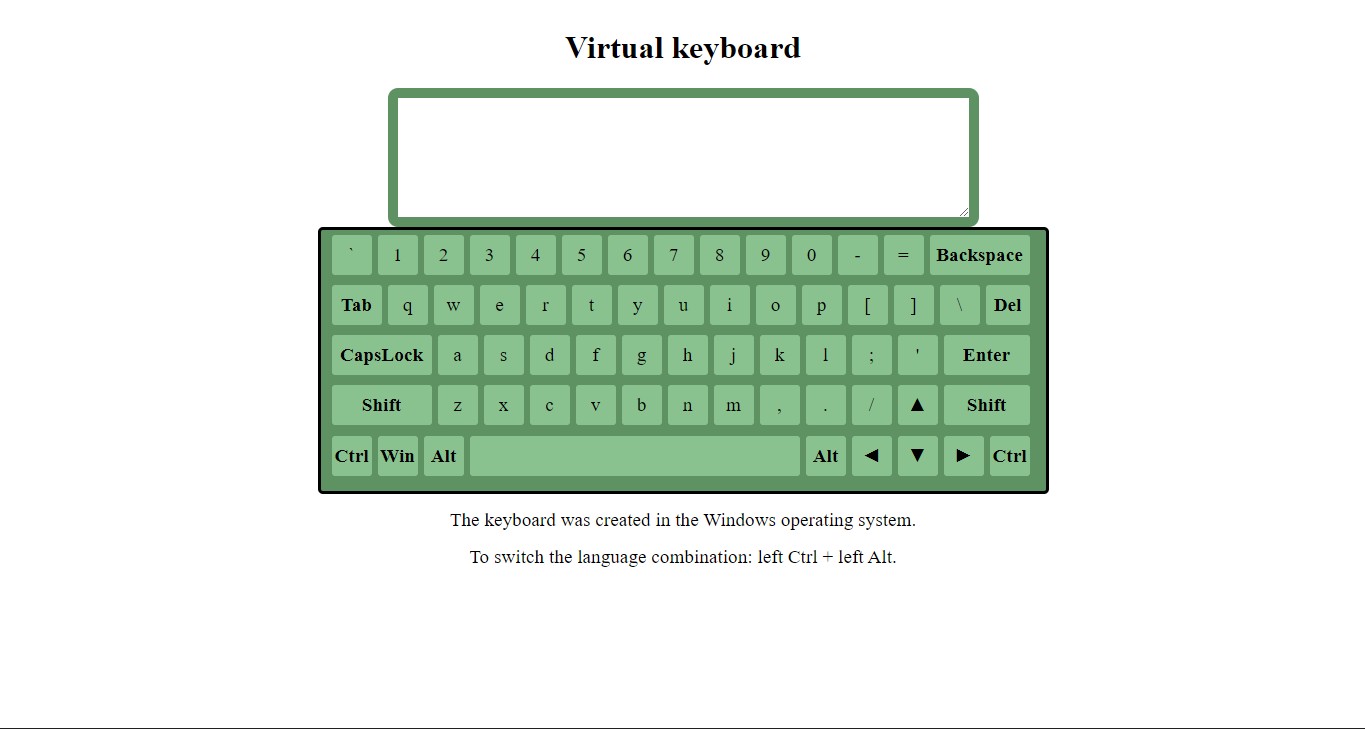 Virtual keyboard
` 1 2 3 4 5 6 7 8 9 0 - = Backspace
Tab q w e r t y u i o p [ ] \ Del
CapsLock a s d f g h j k l ; ' Enter
Shift z x c v b n m , . / ▲ Shift
Ctrl Win Alt Alt ◄ ▼ ► Ctrl
The keyboard was created in the Windows operating system.
To switch the language combination: left Ctrl + left Alt.